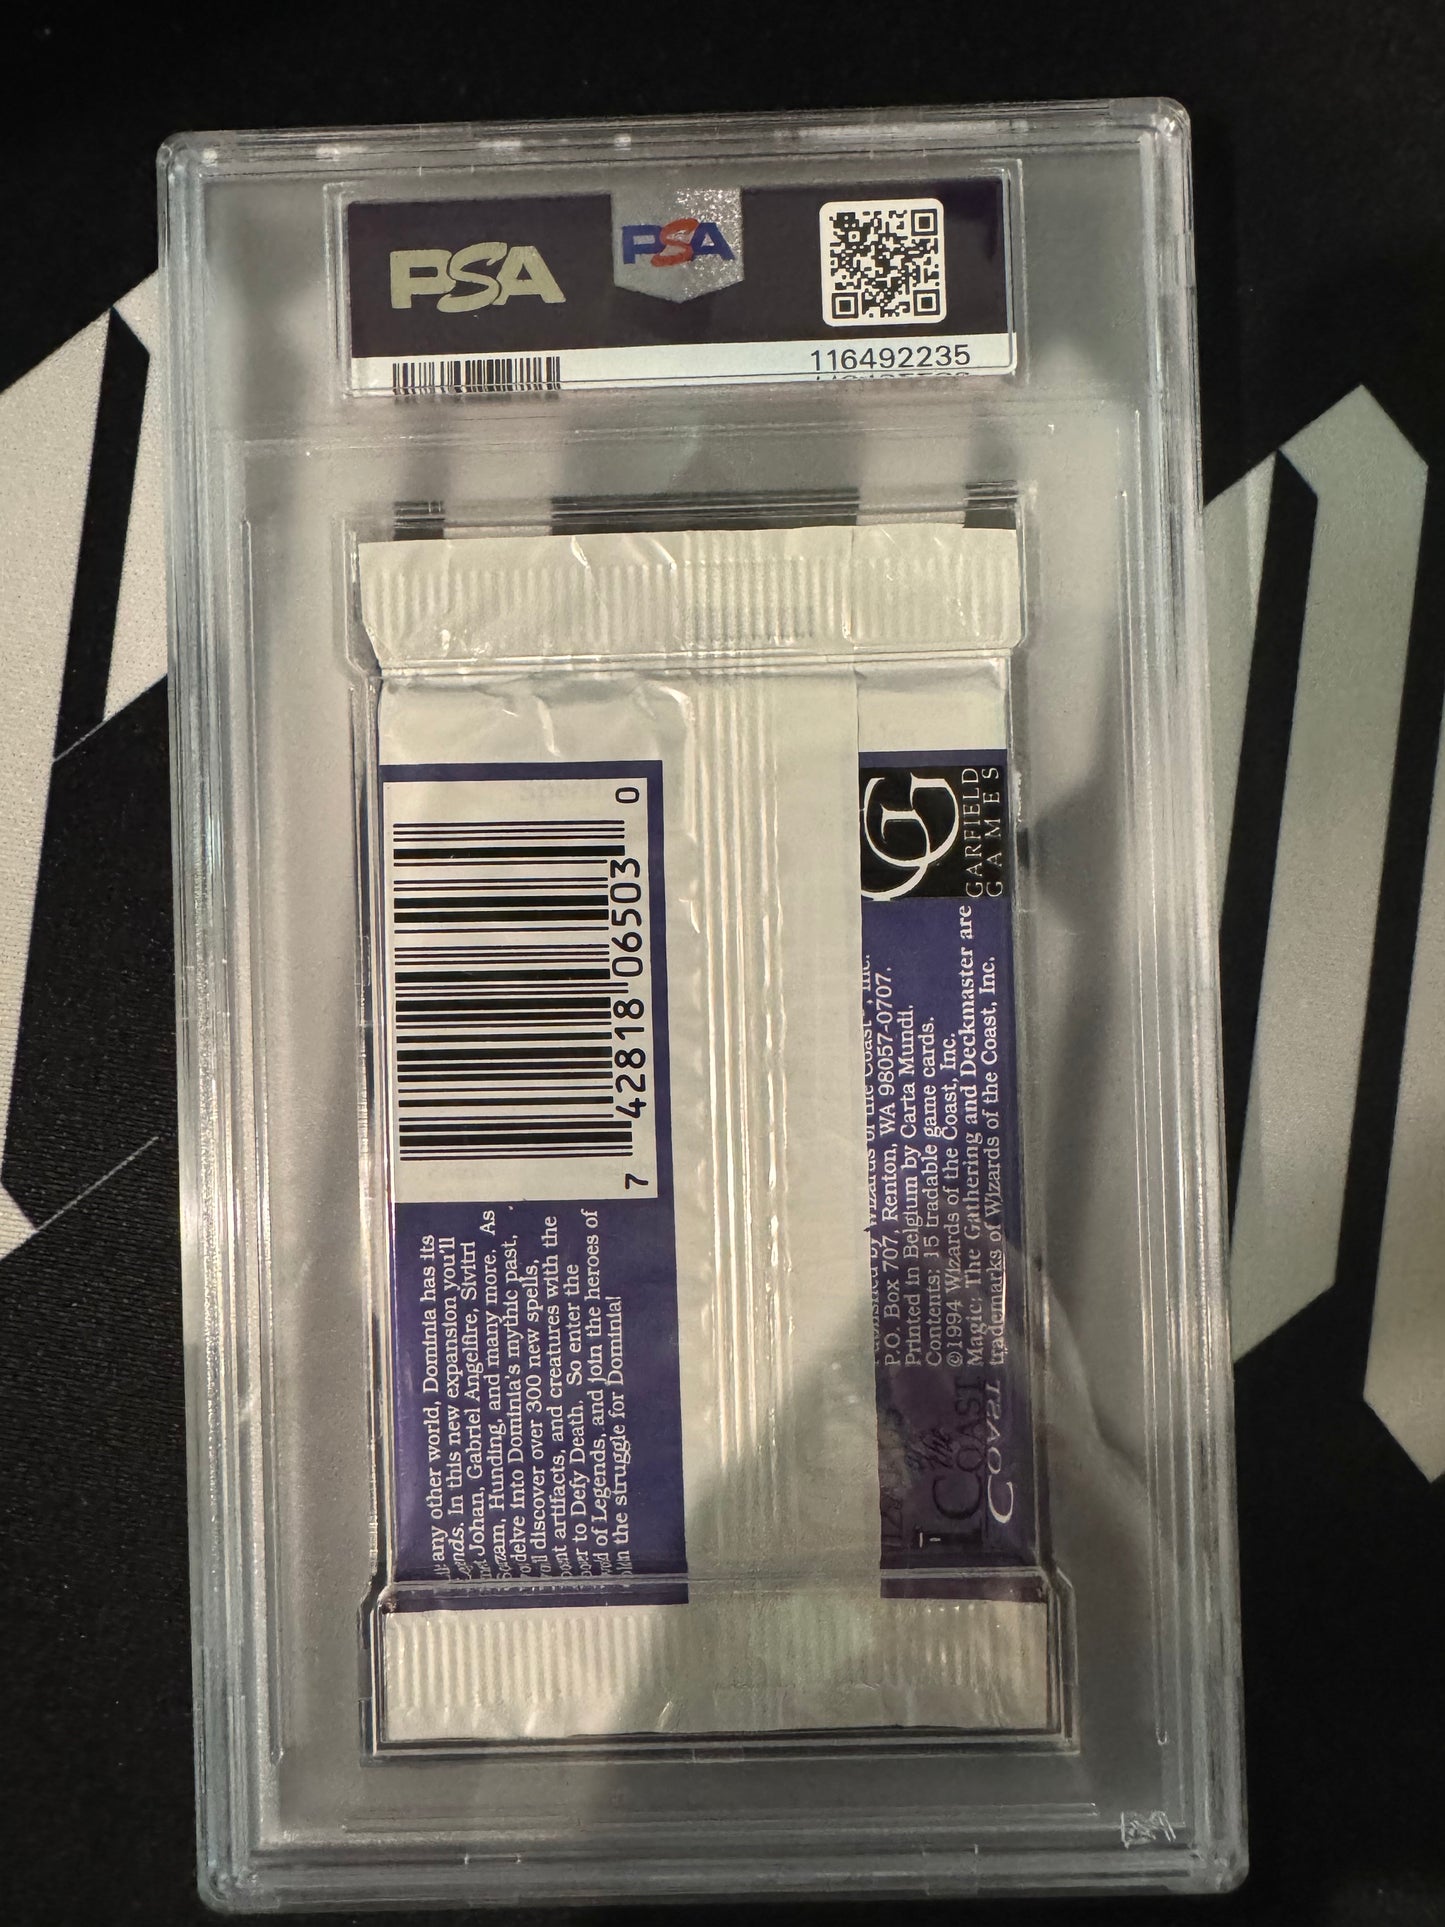 PSA
PSA
116492235
0
7 42818 06503
any other world, Dominia has its
In this new expansion you'll
Johan, Gabriel Angelfire, Sivitri
Hunding, and many more. As
delve into Dominia's mythic past,
discover over 300 new spells,
artifacts, and creatures with the
to Defy Death. So enter the
of Legends, and join the heroes of
in the struggle for Dominia!
GG
GARFIELD
GAMES
Wizards of the Coast, Inc.
P.O. Box 707, Renton, WA 98057-0707.
Printed in Belgium by Carta Mundi.
Contents: 15 tradable game cards.
©1994 Wizards of the Coast, Inc.
Magic: The Gathering and Deckmaster are
trademarks of Wizards of the Coast, Inc.
of the
COAST